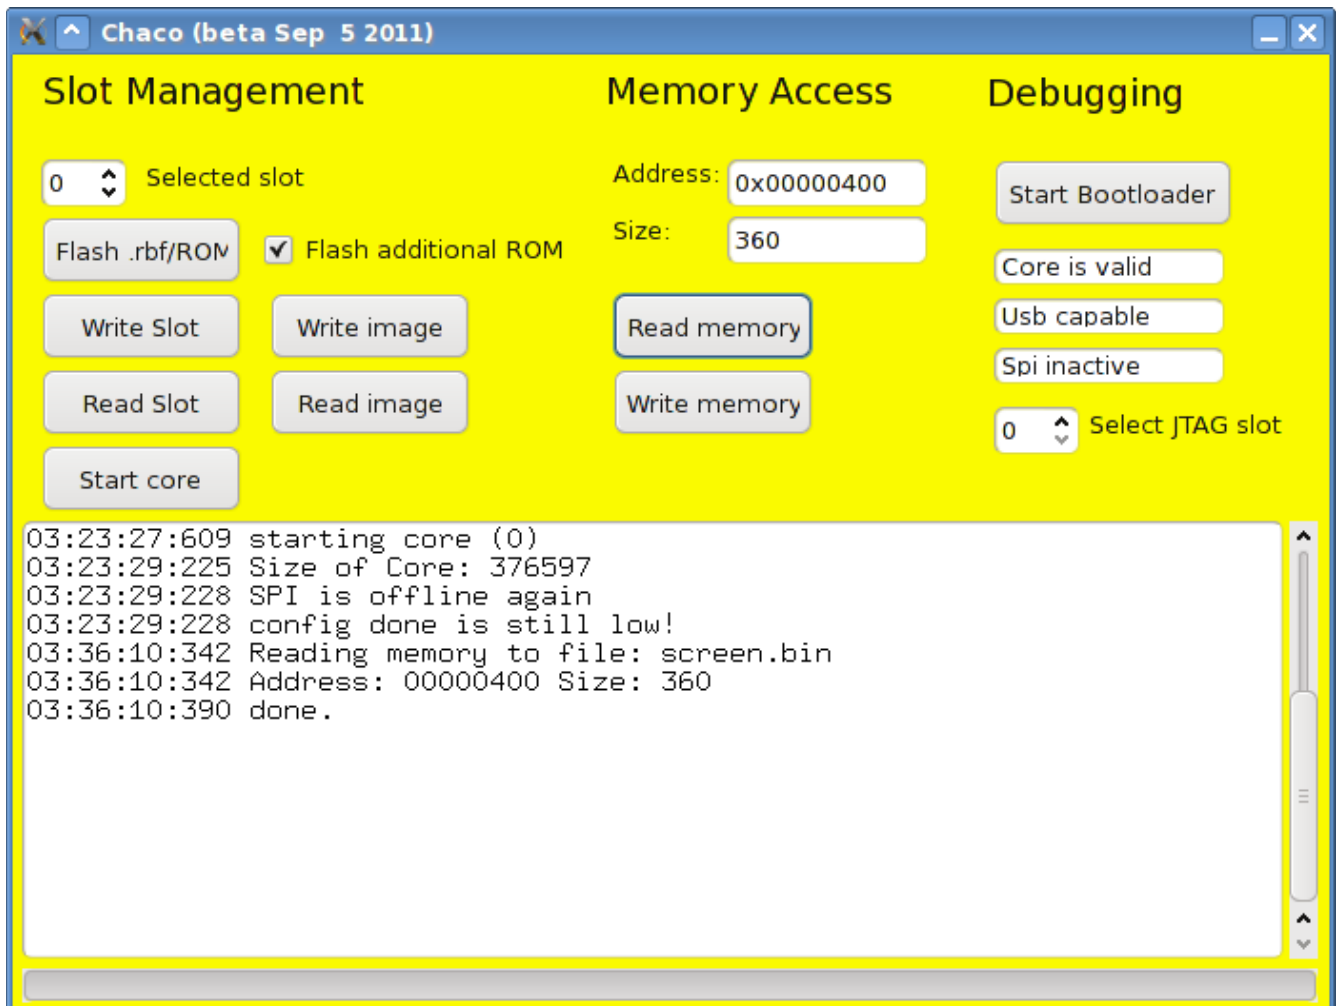 Chaco (beta Sep  5 2011)
Slot Management
Memory Access
Debugging
0
Selected slot
Address:
0x00000400
Start Bootloader
Flash .rbf/ROM
Flash additional ROM
Size:
360
Core is valid
Write Slot
Write image
Read memory
Usb capable
Spi inactive
Read Slot
Read image
Write memory
0
Select JTAG slot
Start core
03:23:27:609 starting core (0)
03:23:29:225 Size of Core: 376597
03:23:29:228 SPI is offline again
03:23:29:228 config done is still low!
03:36:10:342 Reading memory to file: screen.bin
03:36:10:342 Address: 00000400 Size: 360
03:36:10:390 done.